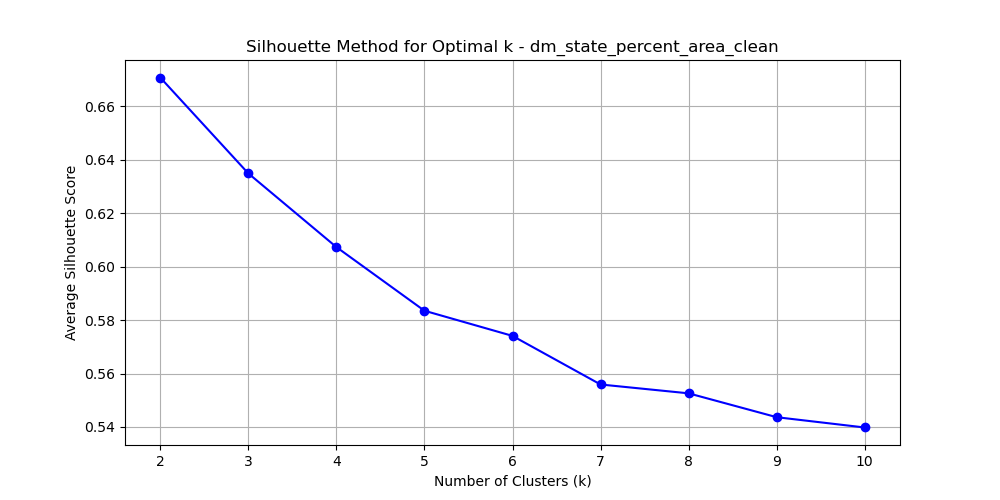 Silhouette Method for Optimal k - dm_state_percent_area_clean
Average Silhouette Score
0.66
0.64
0.62
0.60
0.58
0.56
0.54
2 3 4 5 6 7 8 9 10
Number of Clusters (k)